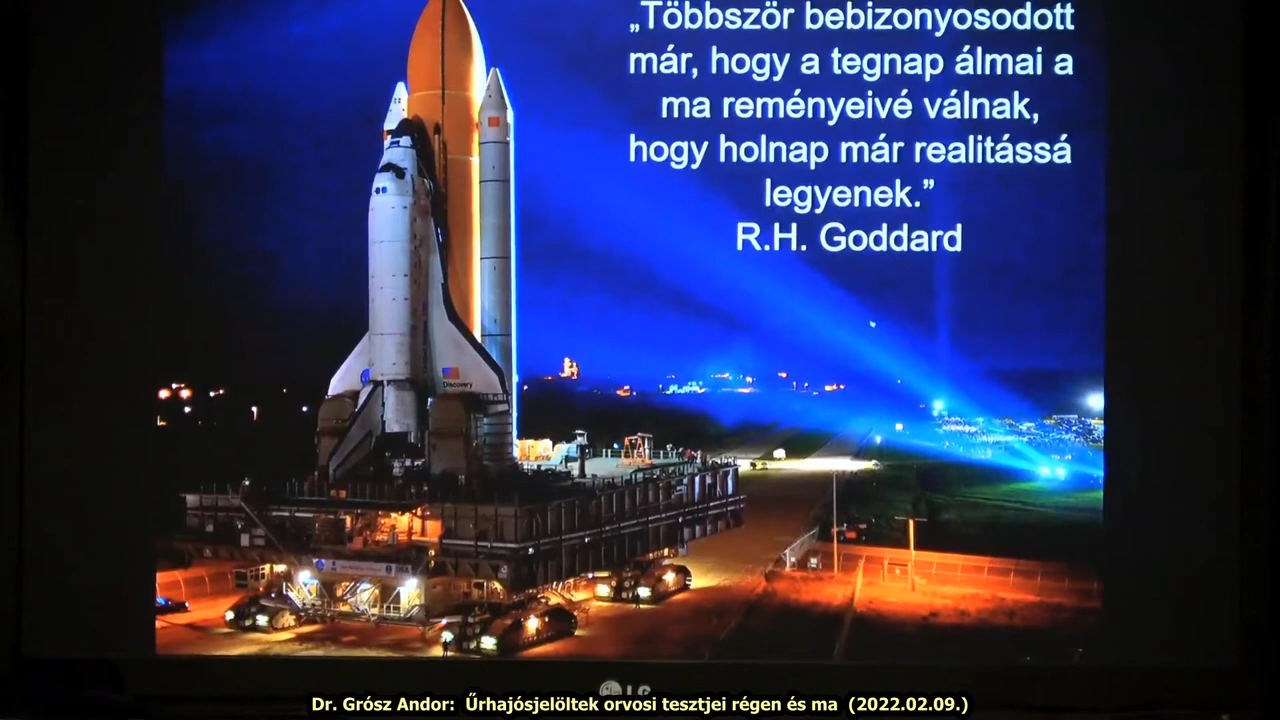 „Többször bebizonyosodott
már, hogy a tegnap álmai a
ma reményeivé válnak,
hogy holnap már realitássá
legyenek.”
R.H. Goddard
Discovery
USA
LG
Dr. Grósz Andor: Űrhajósjelöltek orvosi tesztjei régen és ma (2022.02.09.)